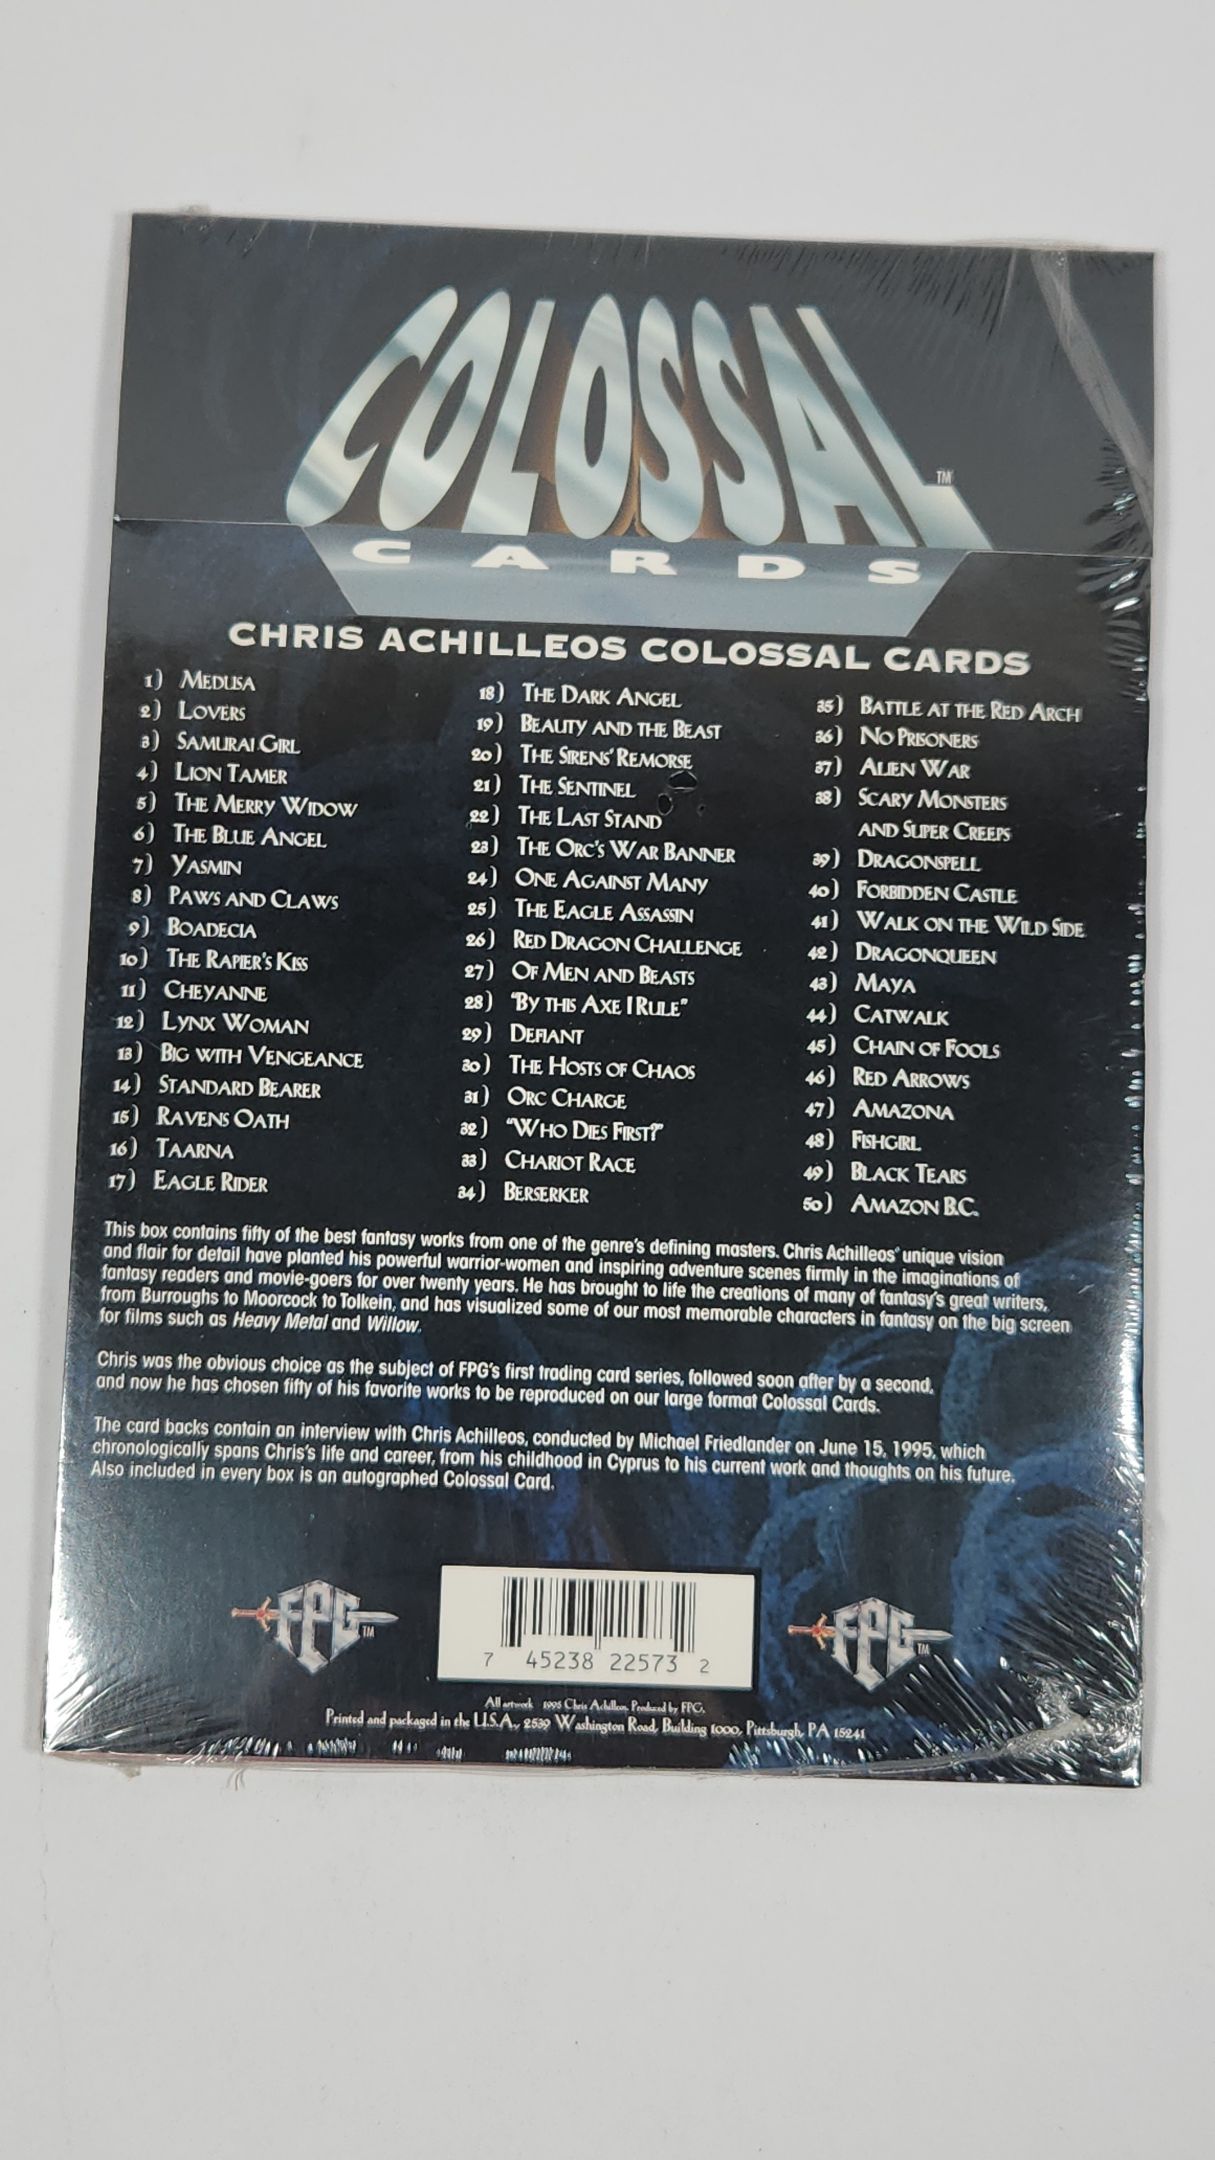 COLOSSAL™
CARDS
CHRIS ACHILLEOS COLOSSAL CARDS
1) MEDUSA
2) LOVERS
3) SAMURAI GIRL
4) LION TAMER
5) THE MERRY WIDOW
6) THE BLUE ANGEL
7) YASMIN
8) PAWS AND CLAWS
9) BOADECIA
10) THE RAPIER'S KISS
11) CHEYANNE
12) LYNX WOMAN
13) BIG WITH VENGEANCE
14) STANDARD BEARER
15) RAVENS OATH
16) TAARNA
17) EAGLE RIDER
18) THE DARK ANGEL
19) BEAUTY AND THE BEAST
20) THE SIRENS' REMORSE
21) THE SENTINEL
22) THE LAST STAND
23) THE ORC'S WAR BANNER
24) ONE AGAINST MANY
25) THE EAGLE ASSASSIN
26) RED DRAGON CHALLENGE
27) OF MEN AND BEASTS
28) "BY THIS AXE I RULE"
29) DEFIANT
30) THE HOSTS OF CHAOS
31) ORC CHARGE
32) "WHO DIES FIRST?"
33) CHARIOT RACE
34) BERSERKER
35) BATTLE AT THE RED ARCH
36) NO PRISONERS
37) ALIEN WAR
38) SCARY MONSTERS
AND SUPER CREEPS
39) DRAGONSPELL
40) FORBIDDEN CASTLE
41) WALK ON THE WILD SIDE
42) DRAGONQUEEN
43) MAYA
44) CATWALK
45) CHAIN OF FOOLS
46) RED ARROWS
47) AMAZONA
48) FISHGIRL
49) BLACK TEARS
50) AMAZON B.C.
This box contains fifty of the best fantasy works from one of the genre's defining masters. Chris Achilleos' unique vision
and flair for detail have planted his powerful warrior-women and inspiring adventure scenes firmly in the imaginations of
fantasy readers and movie-goers for over twenty years. He has brought to life the creations of many of fantasy's great writers,
from Burroughs to Moorcock to Tolkein, and has visualized some of our most memorable characters in fantasy on the big screen
for films such as Heavy Metal and Willow.
Chris was the obvious choice as the subject of FPG's first trading card series, followed soon after by a second,
and now he has chosen fifty of his favorite works to be reproduced on our large format Colossal Cards.
The card backs contain an interview with Chris Achilleos, conducted by Michael Friedlander on June 15, 1995, which
chronologically spans Chris's life and career, from his childhood in Cyprus to his current work and thoughts on his future.
Also included in every box is an autographed Colossal Card.
FPG™
7 45238 22573 2
FPG™
All artwork 1995 Chris Achilleos. Produced by FPG.
Printed and packaged in the U.S.A., 2539 Washington Road, Building 1000, Pittsburgh, PA 15241